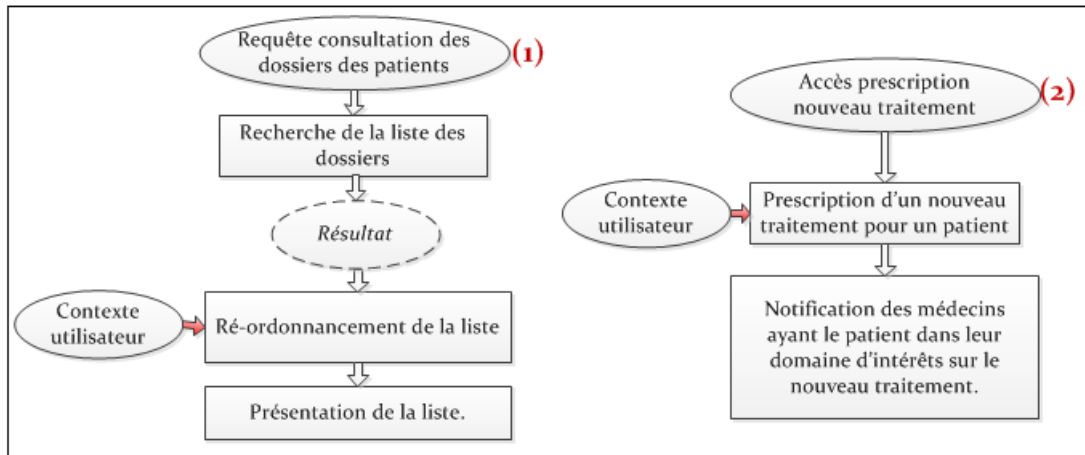 Requête consultation des
dossiers des patients
(1)
Recherche de la liste des
dossiers
Résultat
Contexte
utilisateur
Ré-ordonnancement de la liste
Présentation de la liste.
Accès prescription
nouveau traitement
(2)
Contexte
utilisateur
Prescription d'un nouveau
traitement pour un patient
Notification des médecins
ayant le patient dans leur
domaine d'intérêts sur le
nouveau traitement.